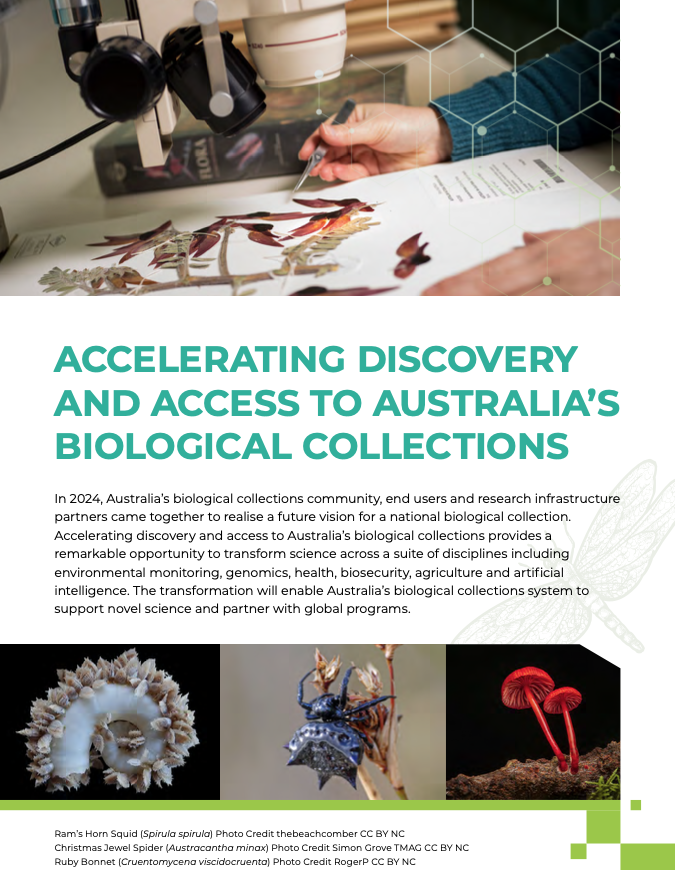 FLORA
ACCELERATING DISCOVERY
AND ACCESS TO AUSTRALIA’S
BIOLOGICAL COLLECTIONS
In 2024, Australia’s biological collections community, end users and research infrastructure
partners came together to realise a future vision for a national biological collection.
Accelerating discovery and access to Australia’s biological collections provides a
remarkable opportunity to transform science across a suite of disciplines including
environmental monitoring, genomics, health, biosecurity, agriculture and artificial
intelligence. The transformation will enable Australia’s biological collections system to
support novel science and partner with global programs.
Ram’s Horn Squid (Spirula spirula) Photo Credit thebeachcomber CC BY NC
Christmas Jewel Spider (Austracantha minax) Photo Credit Simon Grove TMAG CC BY NC
Ruby Bonnet (Cruentomycena viscidocruenta) Photo Credit RogerP CC BY NC